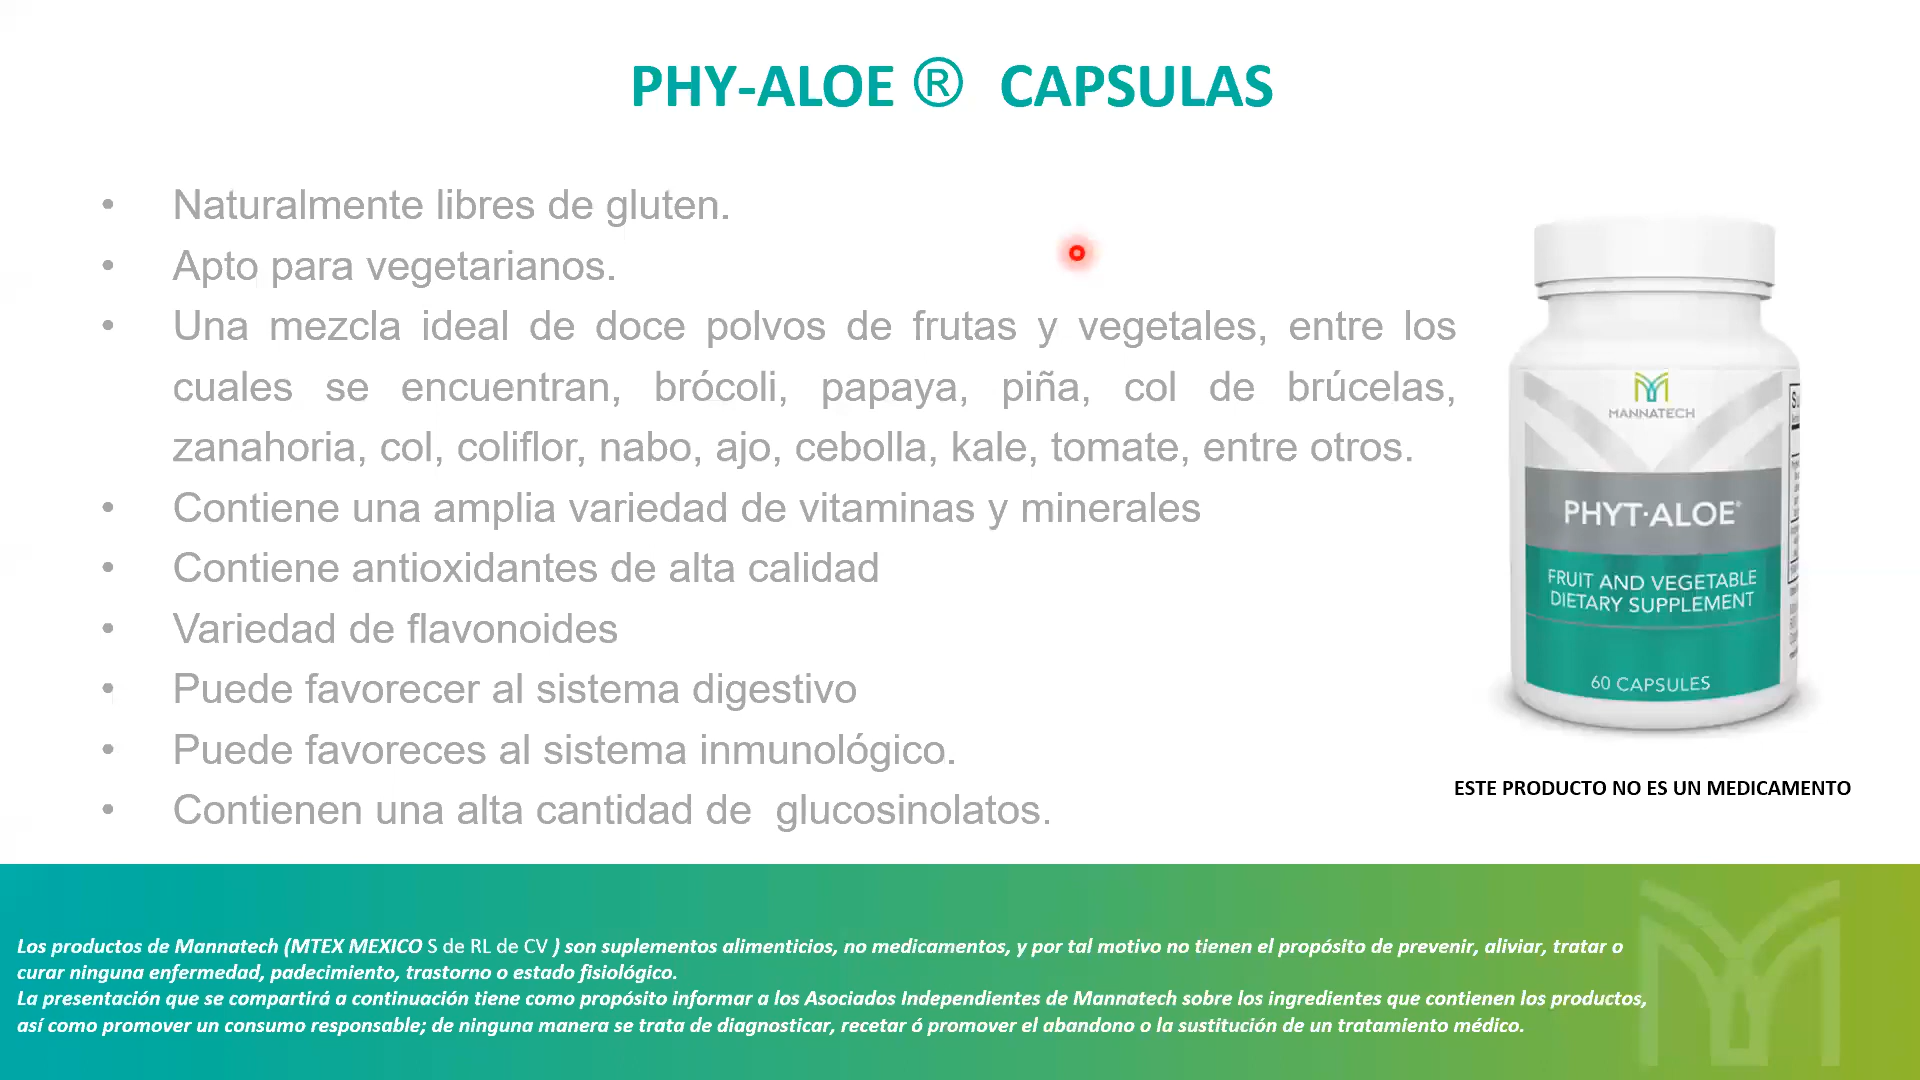 PHY-ALOE ® CAPSULAS
• Naturalmente libres de gluten.
• Apto para vegetarianos.
• Una mezcla ideal de doce polvos de frutas y vegetales, entre los
cuales se encuentran, brócoli, papaya, piña, col de brúcelas,
zanahoria, col, coliflor, nabo, ajo, cebolla, kale, tomate, entre otros.
• Contiene una amplia variedad de vitaminas y minerales
• Contiene antioxidantes de alta calidad
• Variedad de flavonoides
• Puede favorecer al sistema digestivo
• Puede favoreces al sistema inmunológico.
• Contienen una alta cantidad de glucosinolatos.
MANNATECH
PHYT·ALOE®
FRUIT AND VEGETABLE
DIETARY SUPPLEMENT
60 CAPSULES
ESTE PRODUCTO NO ES UN MEDICAMENTO
Los productos de Mannatech (MTEX MEXICO S de RL de CV ) son suplementos alimenticios, no medicamentos, y por tal motivo no tienen el propósito de prevenir, aliviar, tratar o
curar ninguna enfermedad, padecimiento, trastorno o estado fisiológico.
La presentación que se compartirá a continuación tiene como propósito informar a los Asociados Independientes de Mannatech sobre los ingredientes que contienen los productos,
así como promover un consumo responsable; de ninguna manera se trata de diagnosticar, recetar ó promover el abandono o la sustitución de un tratamiento médico.